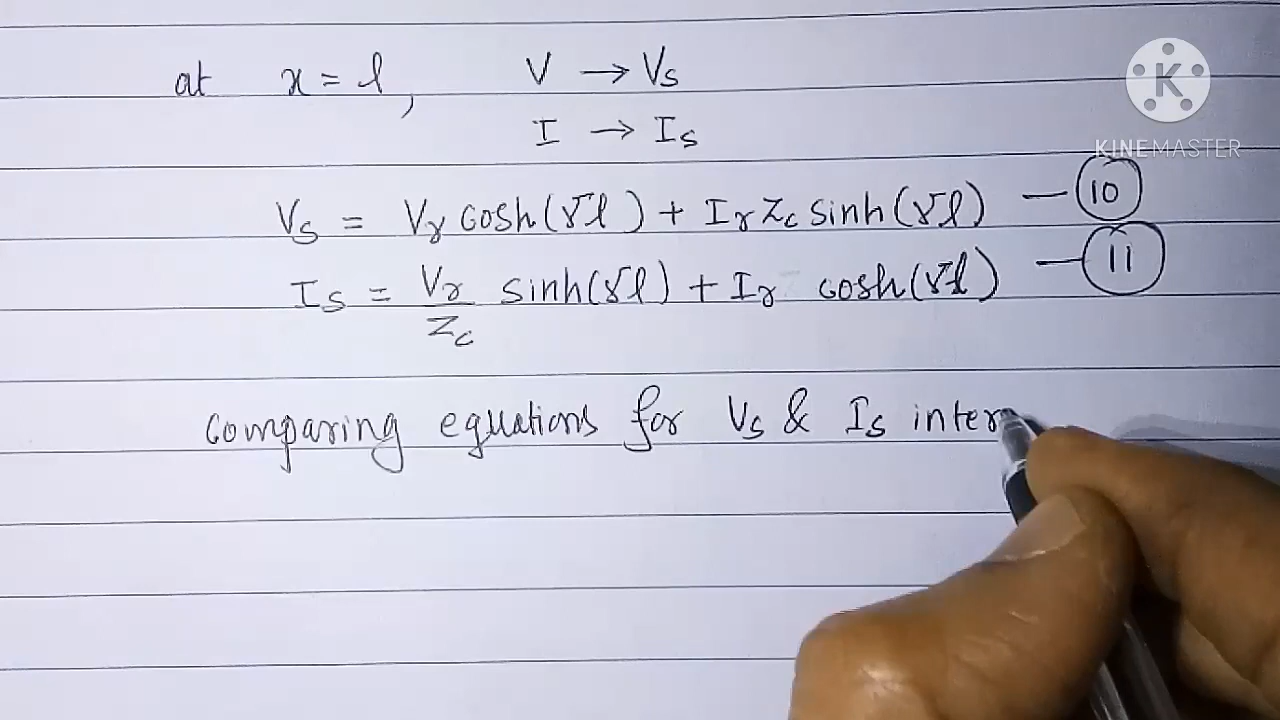 at x = l, V → Vs
I → Is
K
KINEMASTER
Vs = Vr cosh(γl) + Ir Zc sinh(γl) — 10
Is = Vr/Zc sinh(γl) + Ir cosh(γl) — 11
Comparing equations for Vs & Is inter